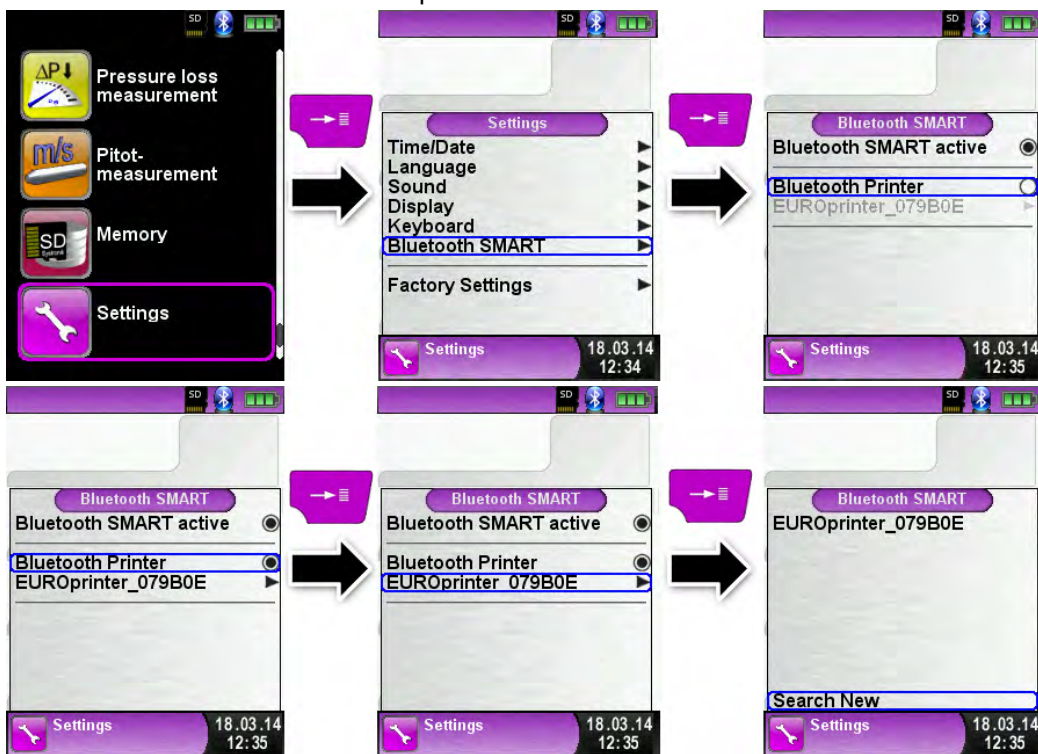 SD
ΔP↓
Pressure loss
measurement
m/s
Pitot-
measurement
SD
Memory
Settings
SD
Settings
Time/Date
Language
Sound
Display
Keyboard
Bluetooth SMART
Factory Settings
Settings
18.03.14
12:34
SD
Bluetooth SMART
Bluetooth SMART active
Bluetooth Printer
EUROprinter_079B0E
Settings
18.03.14
12:35
SD
Bluetooth SMART
Bluetooth SMART active
Bluetooth Printer
EUROprinter_079B0E
Settings
18.03.14
12:35
SD
Bluetooth SMART
Bluetooth SMART active
Bluetooth Printer
EUROprinter_079B0E
Settings
18.03.14
12:35
SD
Bluetooth SMART
EUROprinter_079B0E
Search New
Settings
18.03.14
12:35